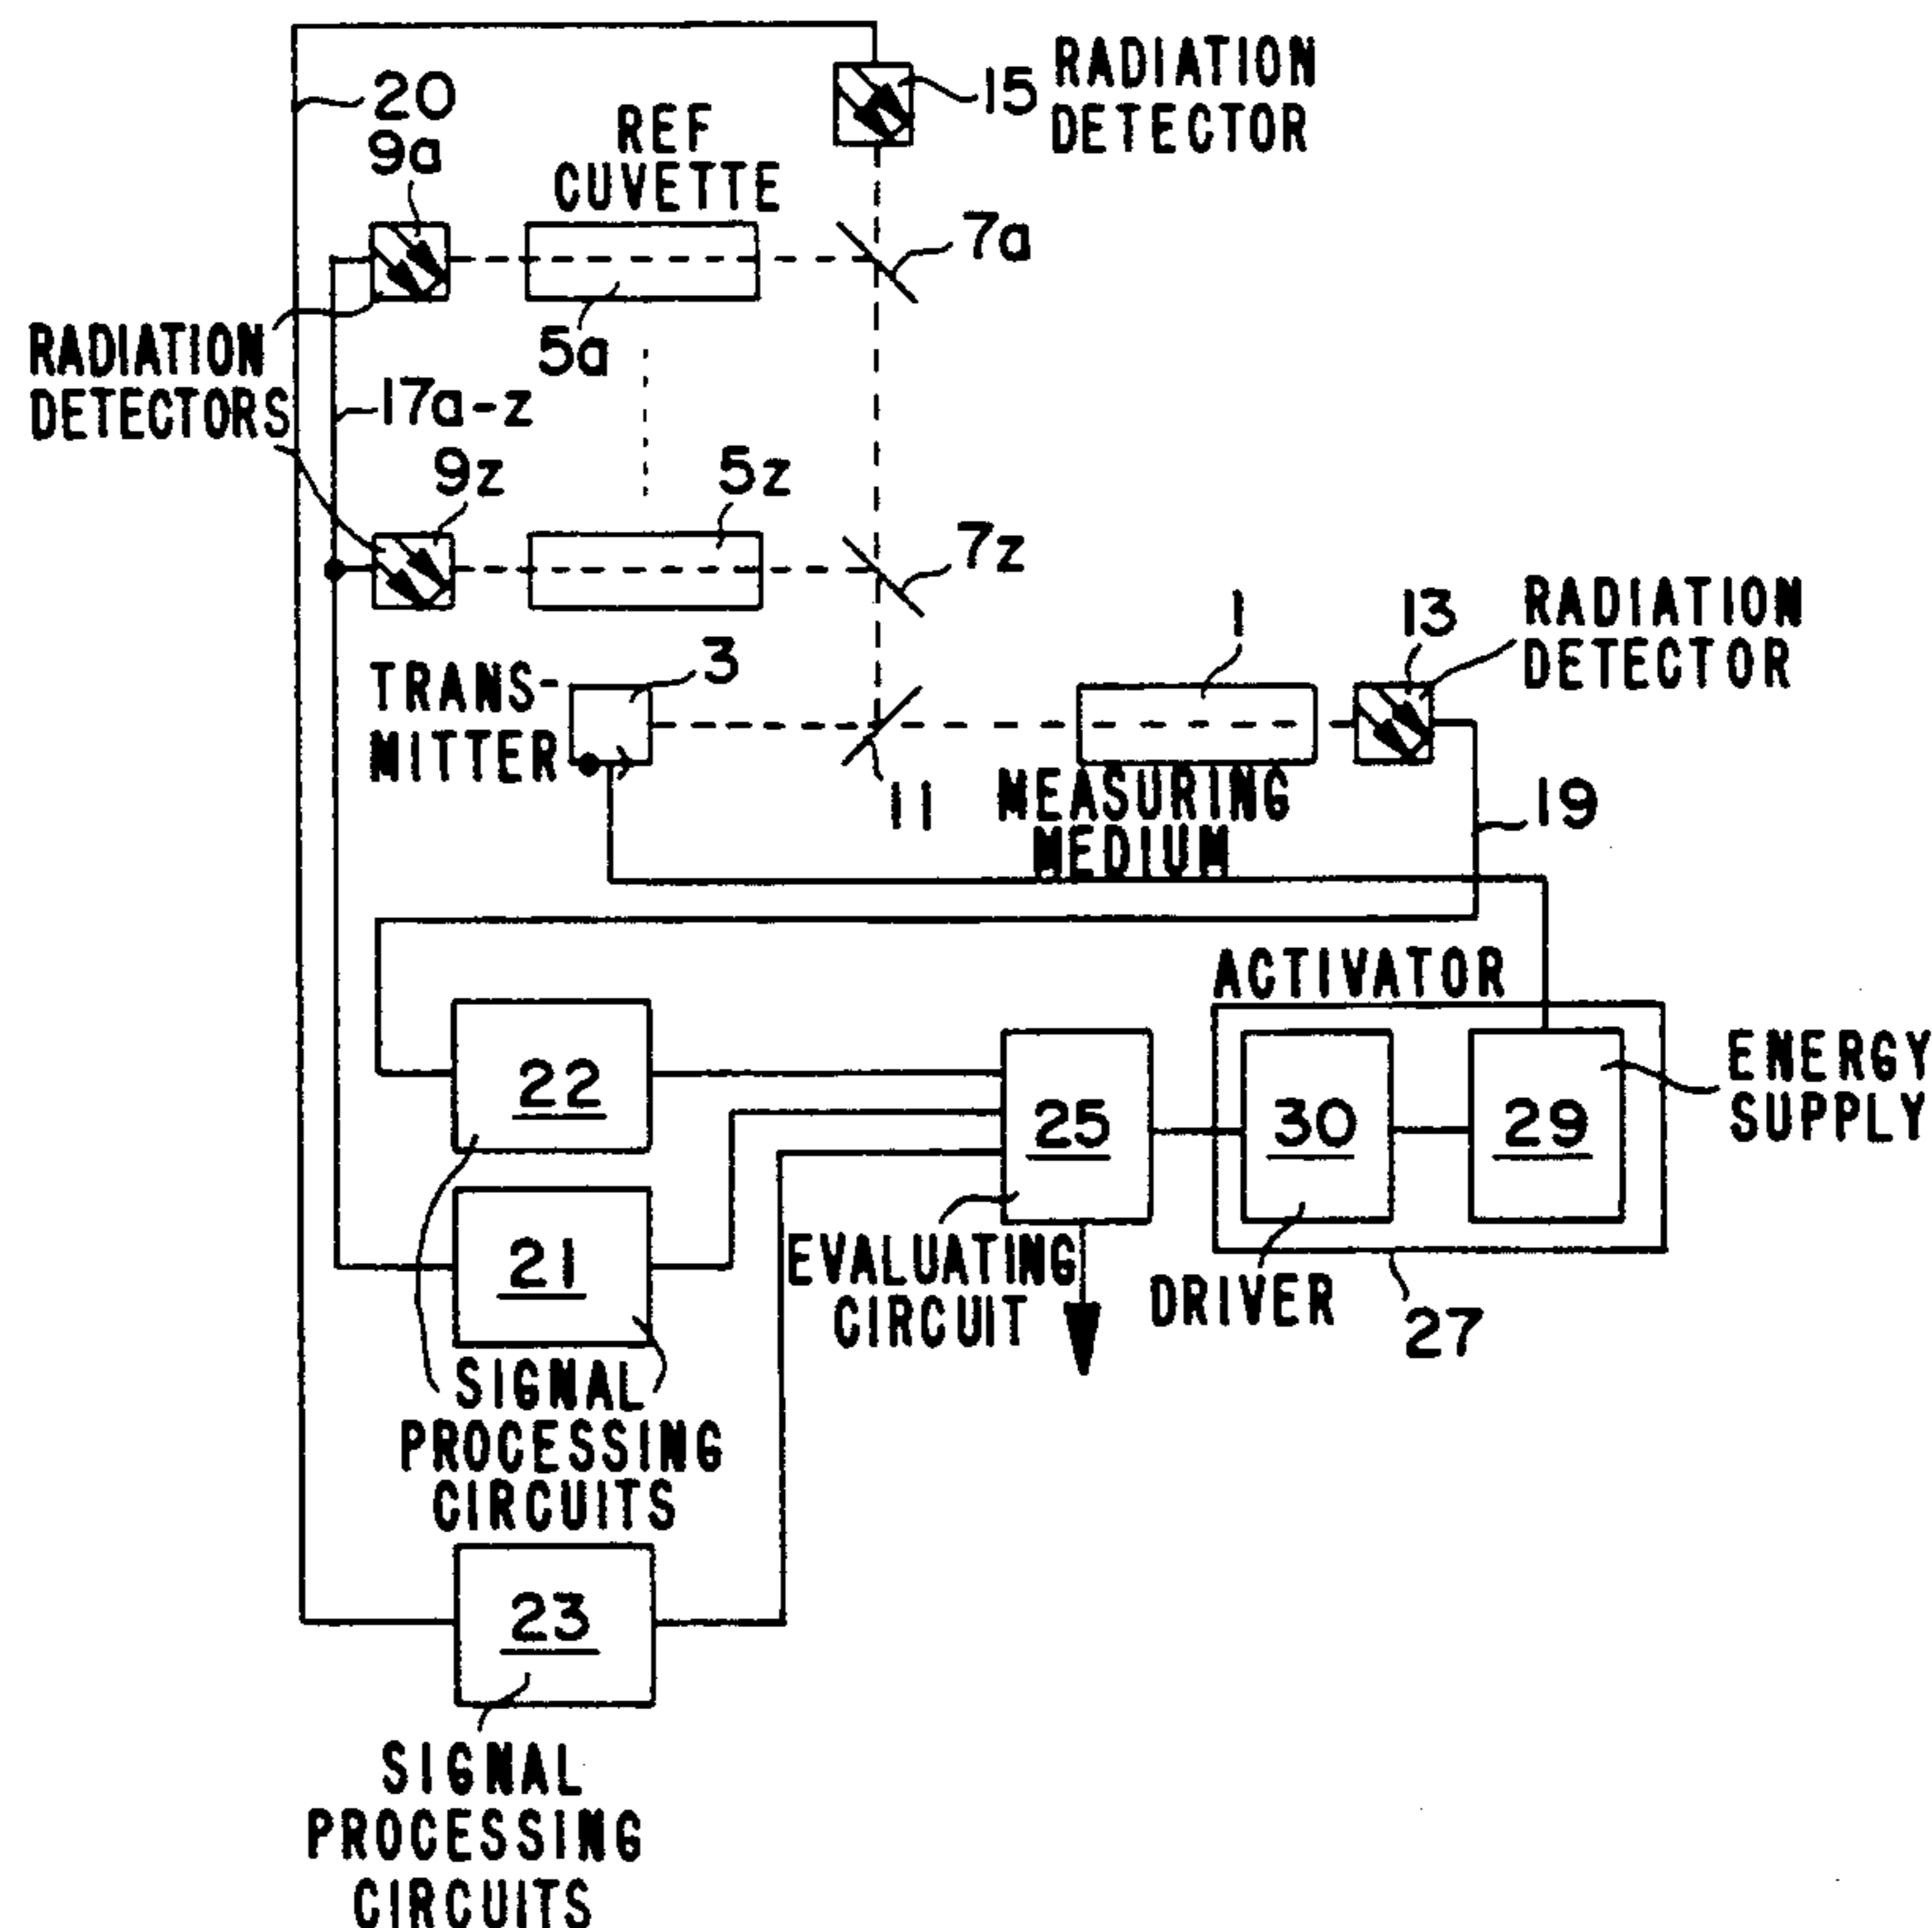 20
9a
REF
CUVETTE
15
RADIATION
DETECTOR
7a
5a
RADIATION
DETECTORS
17a-z
9z
5z
7z
TRANS-
MITTER
3
11
1
MEASURING
MEDIUM
13
RADIATION
DETECTOR
19
ACTIVATOR
22
25
30
29
ENERGY
SUPPLY
21
EVALUATING
CIRCUIT
DRIVER
27
SIGNAL
PROCESSING
CIRCUITS
23
SIGNAL
PROCESSING
CIRCUITS